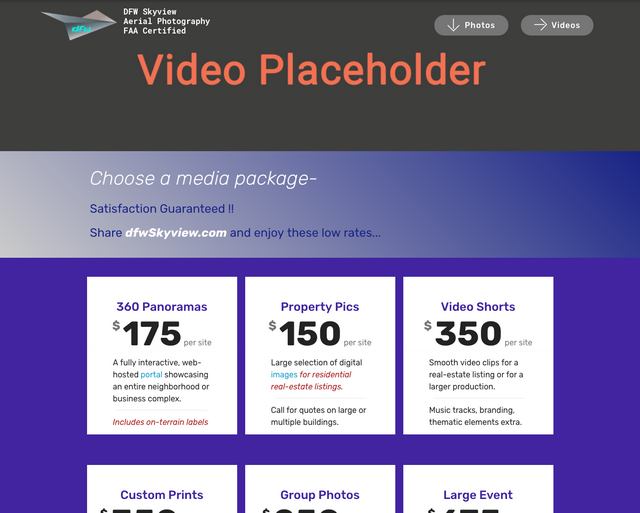 DFW Skyview
Aerial Photography
FAA Certified
dfw
Photos
Videos
Video Placeholder
Choose a media package-
Satisfaction Guaranteed !!
Share dfwSkyview.com and enjoy these low rates...
360 Panoramas
$175 per site
A fully interactive, web-
hosted portal showcasing
an entire neighborhood or
business complex.
Includes on-terrain labels
Property Pics
$150 per site
Large selection of digital
images for residential
real-estate listings.
Call for quotes on large or
multiple buildings.
Video Shorts
$350 per site
Smooth video clips for a
real-estate listing or for a
larger production.
Music tracks, branding,
thematic elements extra.
Custom Prints
Group Photos
Large Event